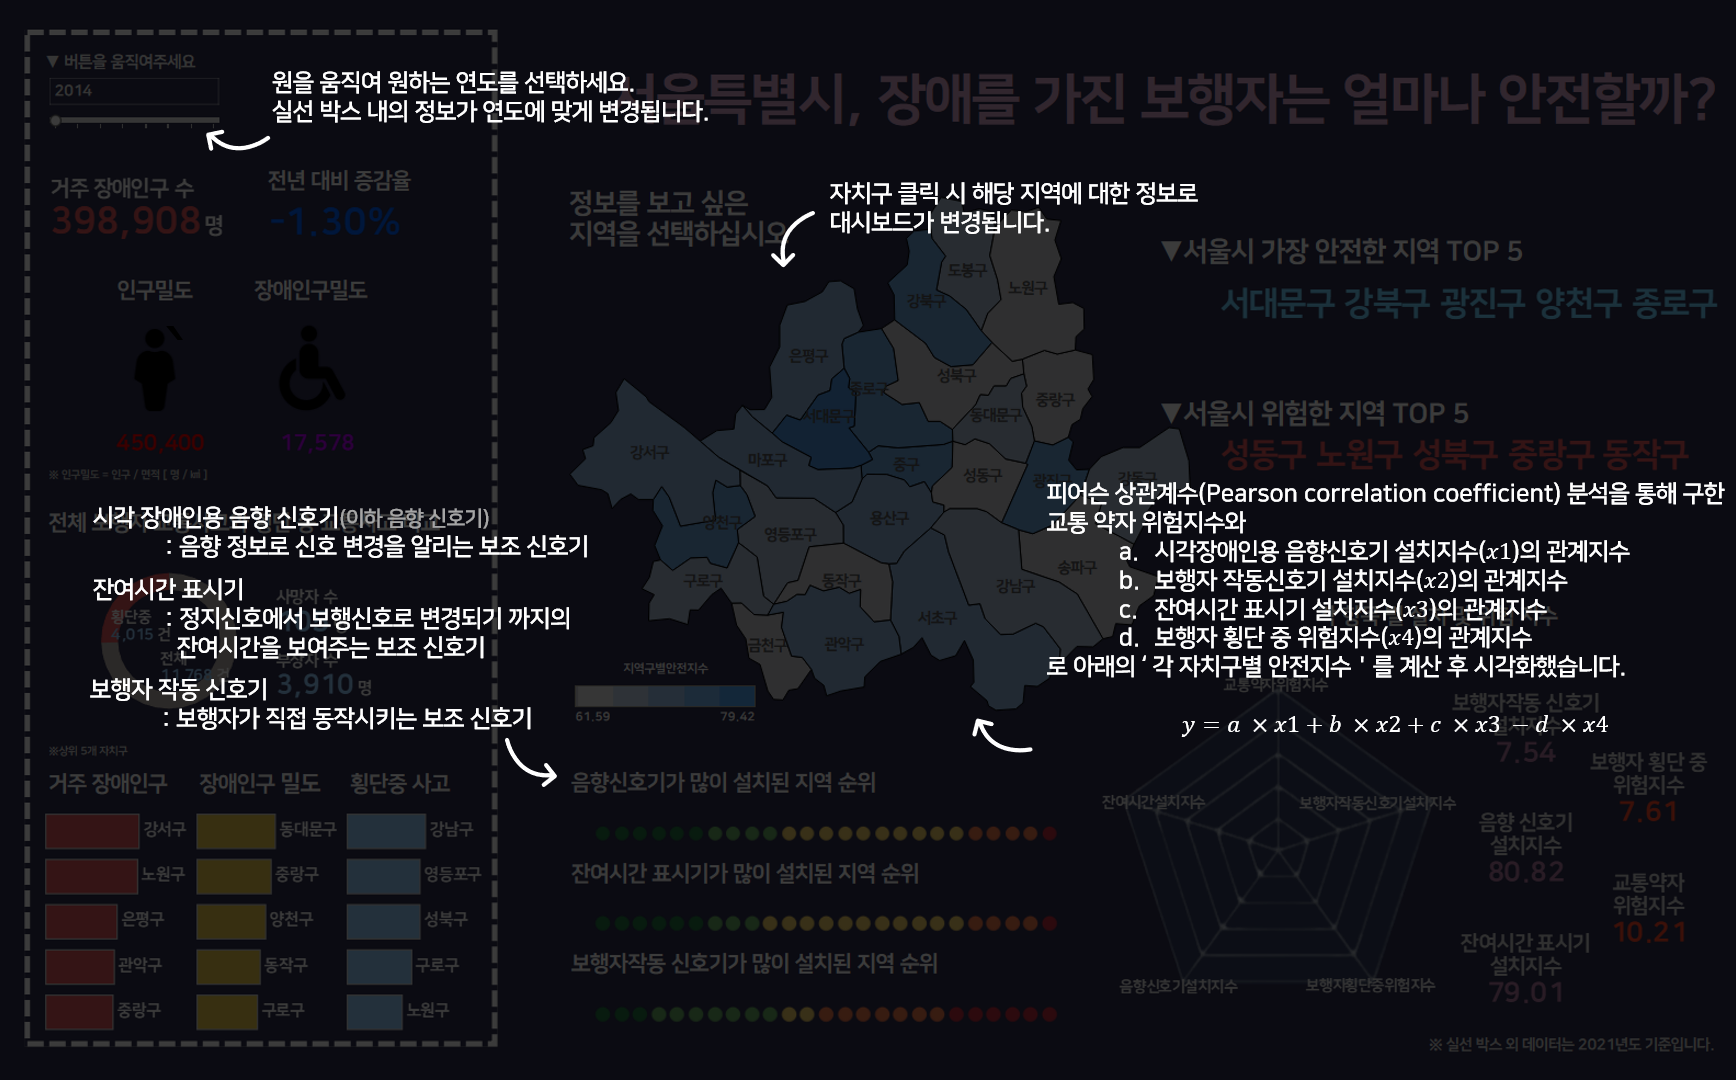 ▼ 버튼을 움직여주세요
2014
원을 움직여 원하는 연도를 선택하세요.
실선 박스 내의 정보가 연도에 맞게 변경됩니다.
서울특별시, 장애를 가진 보행자는 얼마나 안전할까?
거주 장애인구 수
398,908 명
전년 대비 증감율
-1.30%
인구밀도
장애인구밀도
450,400
17,578
※ 인구밀도 = 인구 / 면적 [ 명 / ㎢ ]
시각 장애인용 음향 신호기(이하 음향 신호기)
: 음향 정보로 신호 변경을 알리는 보조 신호기
잔여시간 표시기
: 정지신호에서 보행신호로 변경되기 까지의
잔여시간을 보여주는 보조 신호기
보행자 작동 신호기
: 보행자가 직접 동작시키는 보조 신호기
전체
횡단중
4,015 건
전체
사망자 수
부상자 수
3,910 명
※상위 5개 자치구
거주 장애인구
강서구
노원구
은평구
관악구
중랑구
장애인구 밀도
동대문구
중랑구
양천구
동작구
구로구
횡단중 사고
강남구
영등포구
성북구
구로구
노원구
정보를 보고 싶은
지역을 선택하십시오
자치구 클릭 시 해당 지역에 대한 정보로
대시보드가 변경됩니다.
도봉구
노원구
강북구
은평구
성북구
종로구
중랑구
서대문구
동대문구
강서구
마포구
중구
성동구
광진구
강동구
양천구
영등포구
용산구
구로구
동작구
강남구
송파구
서초구
금천구
관악구
지역구별안전지수
61.59
79.42
▼서울시 가장 안전한 지역 TOP 5
서대문구 강북구 광진구 양천구 종로구
▼서울시 위험한 지역 TOP 5
성동구 노원구 성북구 중랑구 동작구
피어슨 상관계수(Pearson correlation coefficient) 분석을 통해 구한
교통 약자 위험지수와
a. 시각장애인용 음향신호기 설치지수(x1)의 관계지수
b. 보행자 작동신호기 설치지수(x2)의 관계지수
c. 잔여시간 표시기 설치지수(x3)의 관계지수
d. 보행자 횡단 중 위험지수(x4)의 관계지수
로 아래의 ‘ 각 자치구별 안전지수 ' 를 계산 후 시각화했습니다.
y = a × x1 + b × x2 + c × x3 − d × x4
음향신호기가 많이 설치된 지역 순위
잔여시간 표시기가 많이 설치된 지역 순위
보행자작동 신호기가 많이 설치된 지역 순위
교통약자위험지수
잔여시간설치지수
보행자작동신호기설치지수
음향신호기설치지수
보행자횡단중위험지수
보행자작동 신호기
설치지수
7.54
보행자 횡단 중
위험지수
7.61
음향 신호기
설치지수
80.82
교통약자
위험지수
10.21
잔여시간 표시기
설치지수
79.01
※ 실선 박스 외 데이터는 2021년도 기준입니다.